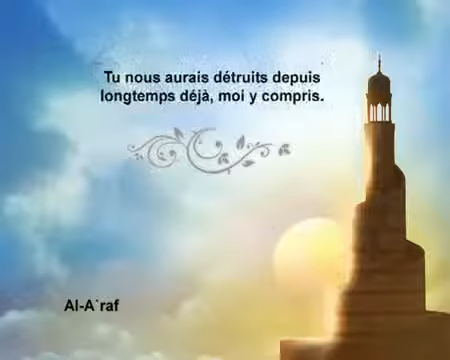 Tu nous aurais détruits depuis
longtemps déjà, moi y compris.
Al-A`raf